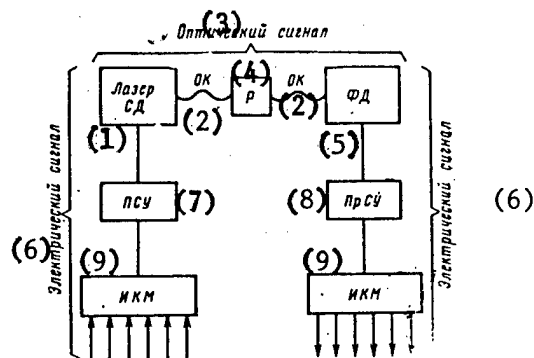 (3)
Оптический сигнал
ОК
(4)
ОК
Лазер
СД
(2)
Р
(2)
ФД
(1)
(5)
Электрический сигнал
(6)
ПСУ
(7)
(8)
ПрСУ
Электрический сигнал
(6)
(9)
ИКМ
(9)
ИКМ